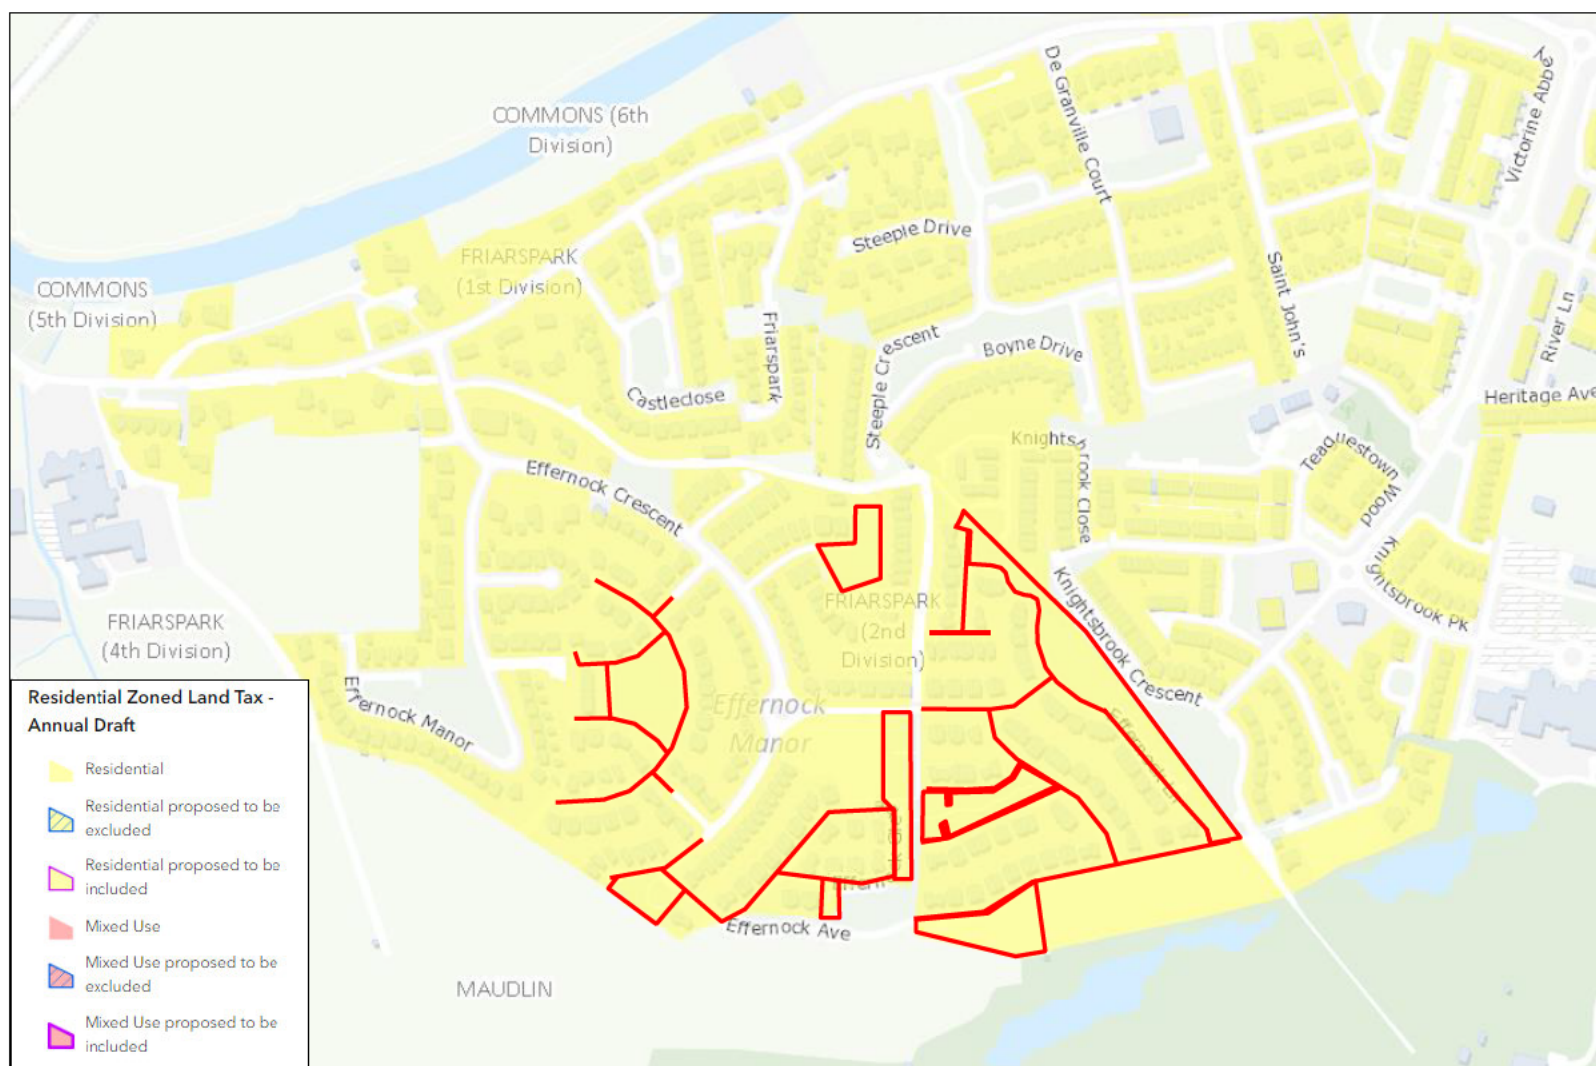 COMMONS (6th
Division)
De Granville Court
Victorine Abbe
Steeple Drive
FRIARSPARK
(1st Division)
COMMONS
(5th Division)
Saint John's
River Ln
Friarspark
Steeple Crescent
Boyne Drive
Castleclose
Heritage Ave
Knightsbrook Close
Teaguestown
Wood
Effernock Crescent
Knightsbrook PK
FRIARSPARK
(2nd
Division)
Knightsbrook Crescent
FRIARSPARK
(4th Division)
Effernock Manor
Effernock
Manor
Effernock Ln
Effernock Ave
MAUDLIN
Residential Zoned Land Tax -
Annual Draft
Residential
Residential proposed to be
excluded
Residential proposed to be
included
Mixed Use
Mixed Use proposed to be
excluded
Mixed Use proposed to be
included